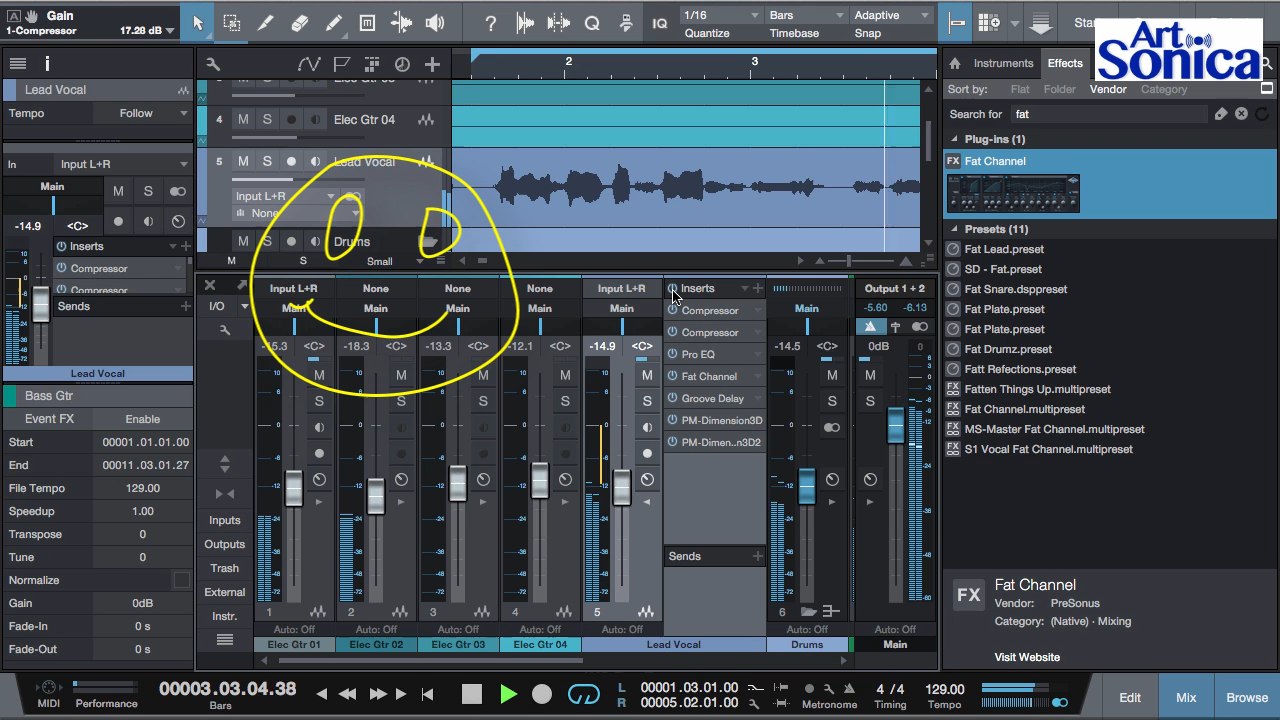 Gain
1-Compressor 17.28 dB
IQ
1/16
Quantize
Bars
Timebase
Adaptive
Snap
Art
Sonica
Lead Vocal
Tempo Follow
In Input L+R
Main M S
-14.9 <C>
Inserts
Compressor
Compressor
Sends
Lead Vocal
Bass Gtr
Event FX Enable
Start 00001.01.01.00
End 00011.03.01.27
File Tempo 129.00
Speedup 1.00
Transpose 0
Tune 0
Normalize
Gain 0dB
Fade-In 0 s
Fade-Out 0 s
2 3
4 M S Elec Gtr 04
5 M S Lead Vocal
Input L+R
None
M S Drums
M S Small
Input L+R None None None Input L+R Inserts Output 1 + 2
I/O Main Main Main Main Main Compressor Main -5.60 -6.13
Compressor
-18.3 <C> -13.3 <C> -12.1 <C> -14.9 <C> Pro EQ -14.5 <C> 0dB
Fat Channel
Groove Delay
PM-Dimension3D
PM-Dimen..n3D2
Inputs
Outputs
Trash
External
Instr.
Sends
1 2 3 4 5 6
Auto: Off Auto: Off Auto: Off Auto: Off Auto: Off Auto: Off Auto: Off
Elec Gtr 01 Elec Gtr 02 Elec Gtr 03 Elec Gtr 04 Lead Vocal Drums Main
Instruments Effects
Sort by: Flat Folder Vendor Category
Search for fat
Plug-ins (1)
FX Fat Channel
Presets (11)
Fat Lead.preset
SD - Fat.preset
Fat Snare.dsppreset
Fat Plate.preset
Fat Plate.preset
Fat Drumz.preset
Fatt Refections.preset
Fatten Things Up.multipreset
Fat Channel.multipreset
MS-Master Fat Channel.multipreset
S1 Vocal Fat Channel.multipreset
FX
Fat Channel
Vendor: PreSonus
Category: (Native) · Mixing
Visit Website
MIDI Performance
00003.03.04.38
Bars
L 00001.03.01.00
R 00005.02.01.00
Metronome
4 / 4
Timing
129.00
Tempo
Edit Mix Browse